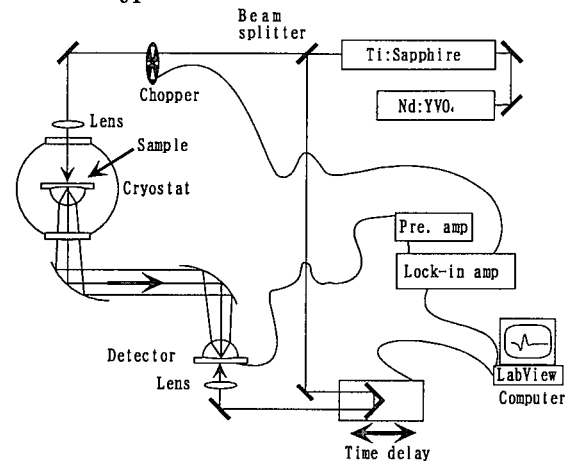 Beam
splitter
Ti:Sapphire
Chopper
Nd:YVO₄
Lens
Sample
Cryostat
Pre. amp
Lock-in amp
Detector
Lens
LabView
Computer
Time delay